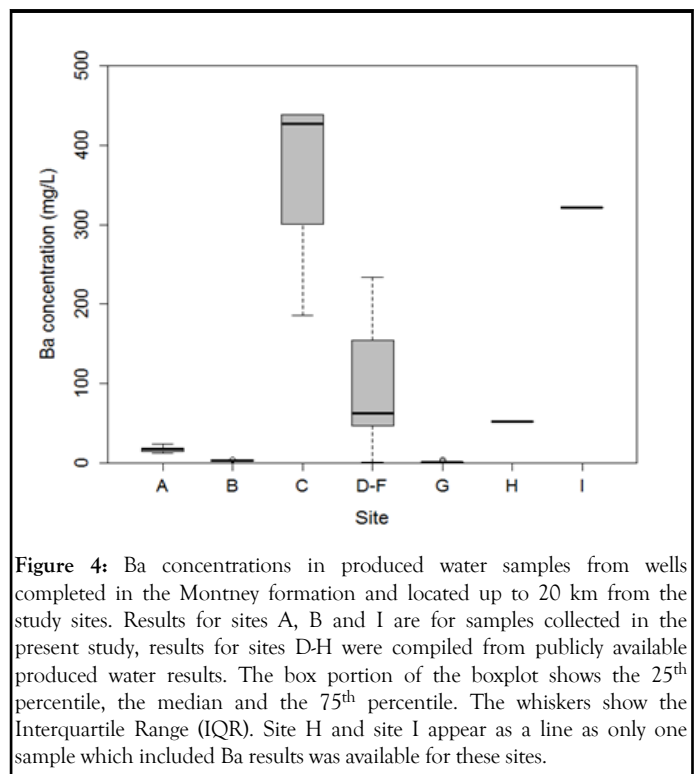 500
400
300
200
100
0
Ba concentration (mg/L)
A B C D-F G H I
Site
Figure 4: Ba concentrations in produced water samples from wells
completed in the Montney formation and located up to 20 km from the
study sites. Results for sites A, B and I are for samples collected in the
present study, results for sites D-H were compiled from publicly available
produced water results. The box portion of the boxplot shows the 25th
percentile, the median and the 75th percentile. The whiskers show the
Interquartile Range (IQR). Site H and site I appear as a line as only one
sample which included Ba results was available for these sites.